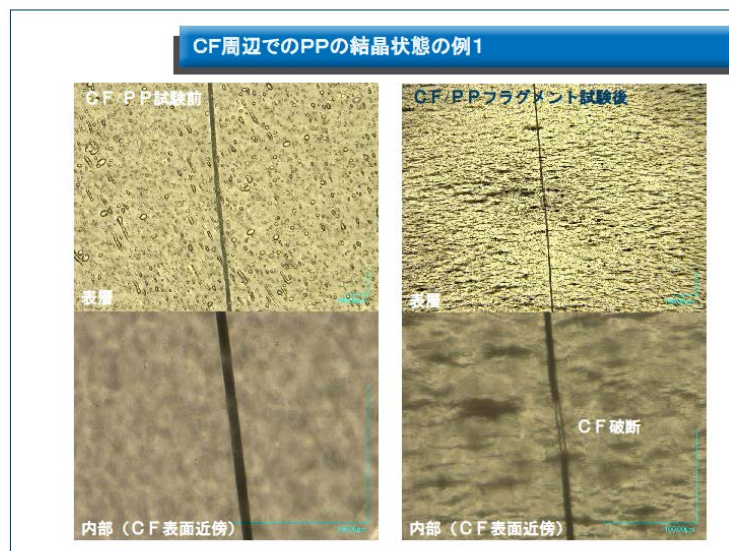 CF周辺でのPPの結晶状態の例1
CF/PP試験前
CF/PPフラグメント試験後
表層
表層
CF破断
内部（CF表面近傍）
内部（CF表面近傍）